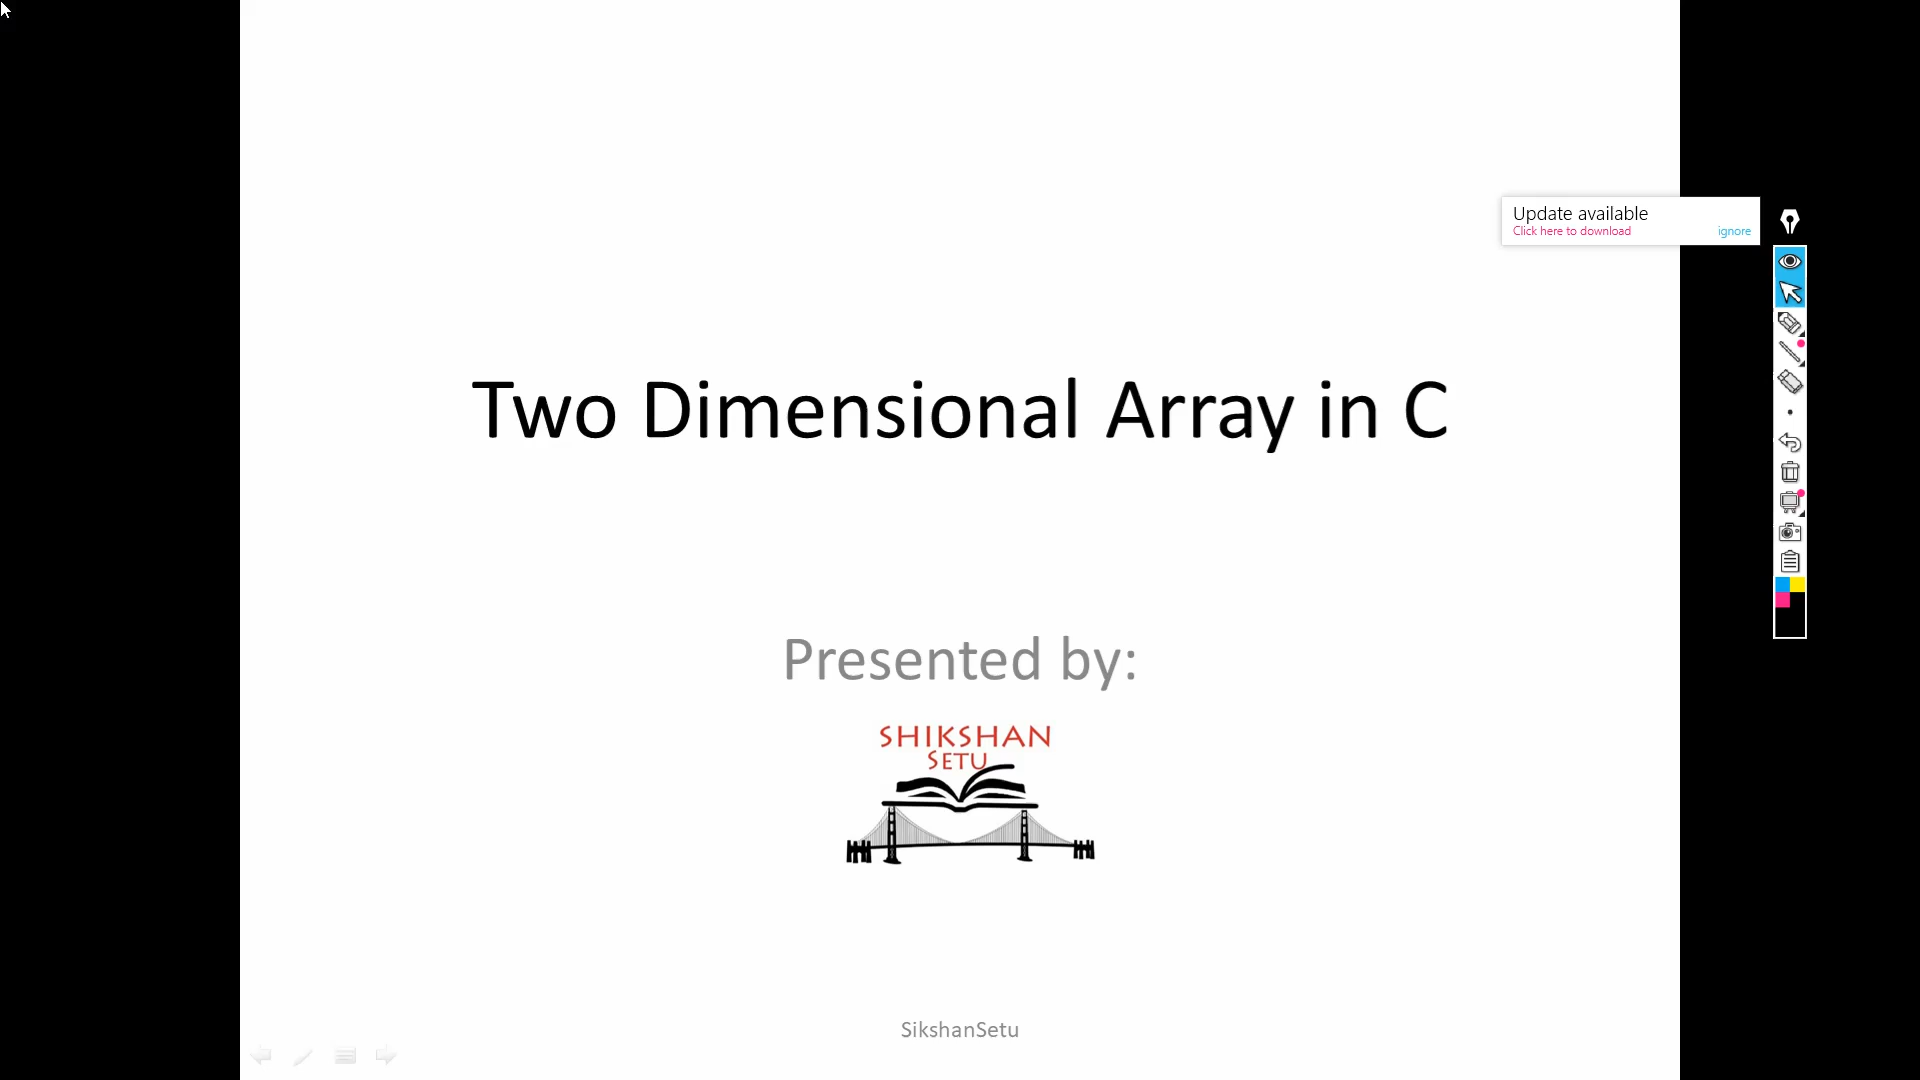 Update available
Click here to download ignore
Two Dimensional Array in C
Presented by:
SHIKSHAN
SETU
SikshanSetu